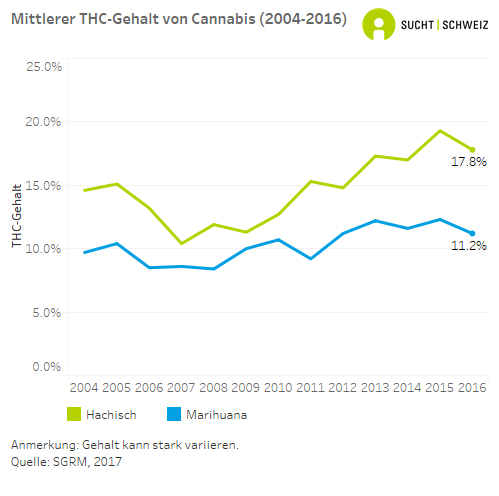 Mittlerer THC-Gehalt von Cannabis (2004-2016)
SUCHT | SCHWEIZ
25.0%
20.0%
15.0%
10.0%
5.0%
0.0%
THC-Gehalt
17.8%
11.2%
2004 2005 2006 2007 2008 2009 2010 2011 2012 2013 2014 2015 2016
Hachisch Marihuana
Anmerkung: Gehalt kann stark variieren.
Quelle: SGRM, 2017